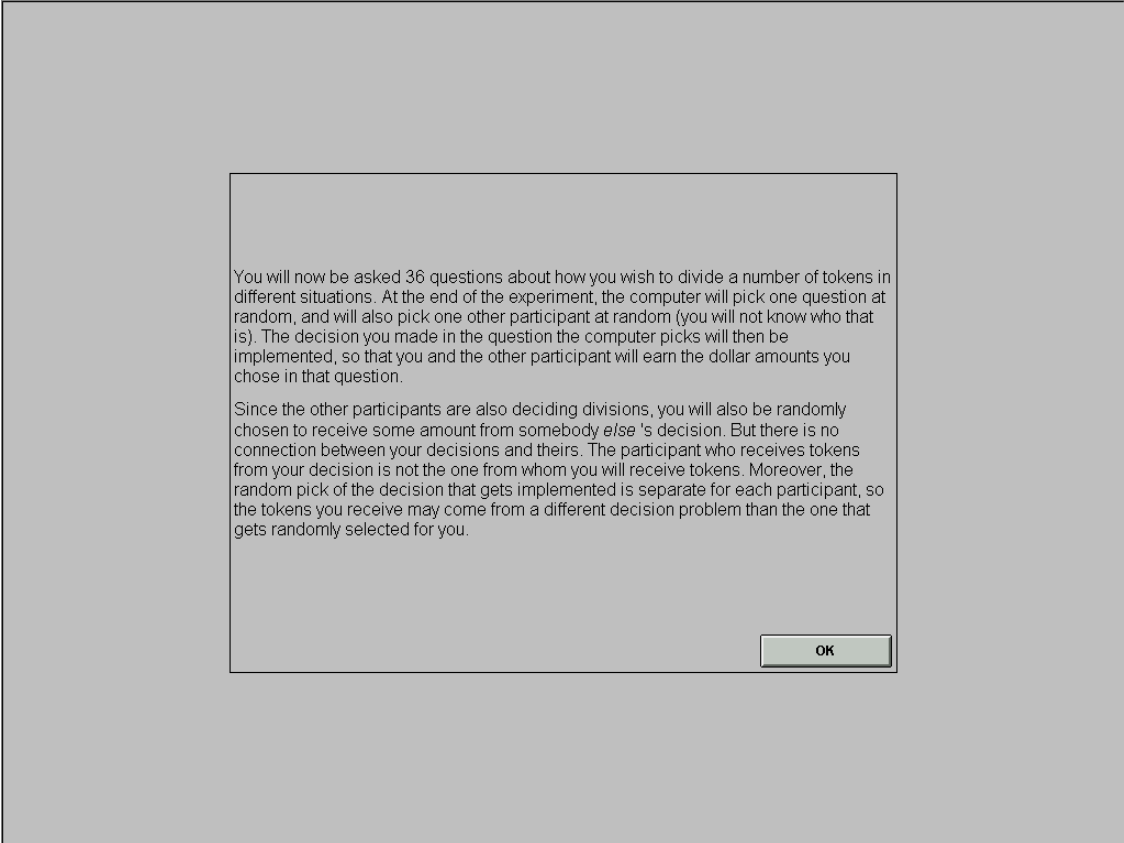 You will now be asked 36 questions about how you wish to divide a number of tokens in
different situations. At the end of the experiment, the computer will pick one question at
random, and will also pick one other participant at random (you will not know who that
is). The decision you made in the question the computer picks will then be
implemented, so that you and the other participant will earn the dollar amounts you
chose in that question.
Since the other participants are also deciding divisions, you will also be randomly
chosen to receive some amount from somebody else 's decision. But there is no
connection between your decisions and theirs. The participant who receives tokens
from your decision is not the one from whom you will receive tokens. Moreover, the
random pick of the decision that gets implemented is separate for each participant, so
the tokens you receive may come from a different decision problem than the one that
gets randomly selected for you.
OK